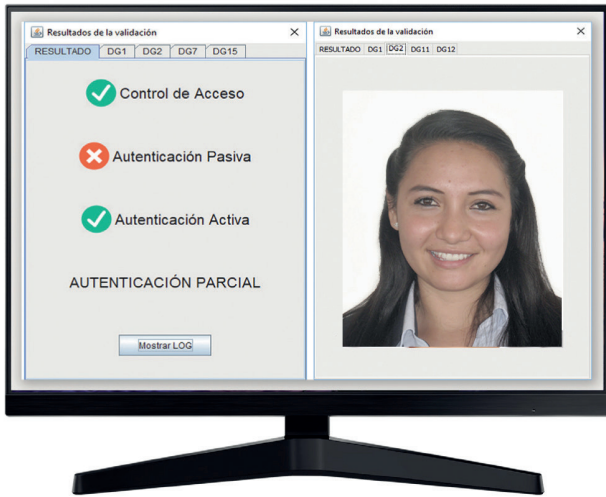 Resultados de la validación
RESULTADO DG1 DG2 DG7 DG15
Control de Acceso
Autenticación Pasiva
Autenticación Activa
AUTENTICACIÓN PARCIAL
Mostrar LOG
Resultados de la validación
RESULTADO DG1 DG2 DG11 DG12